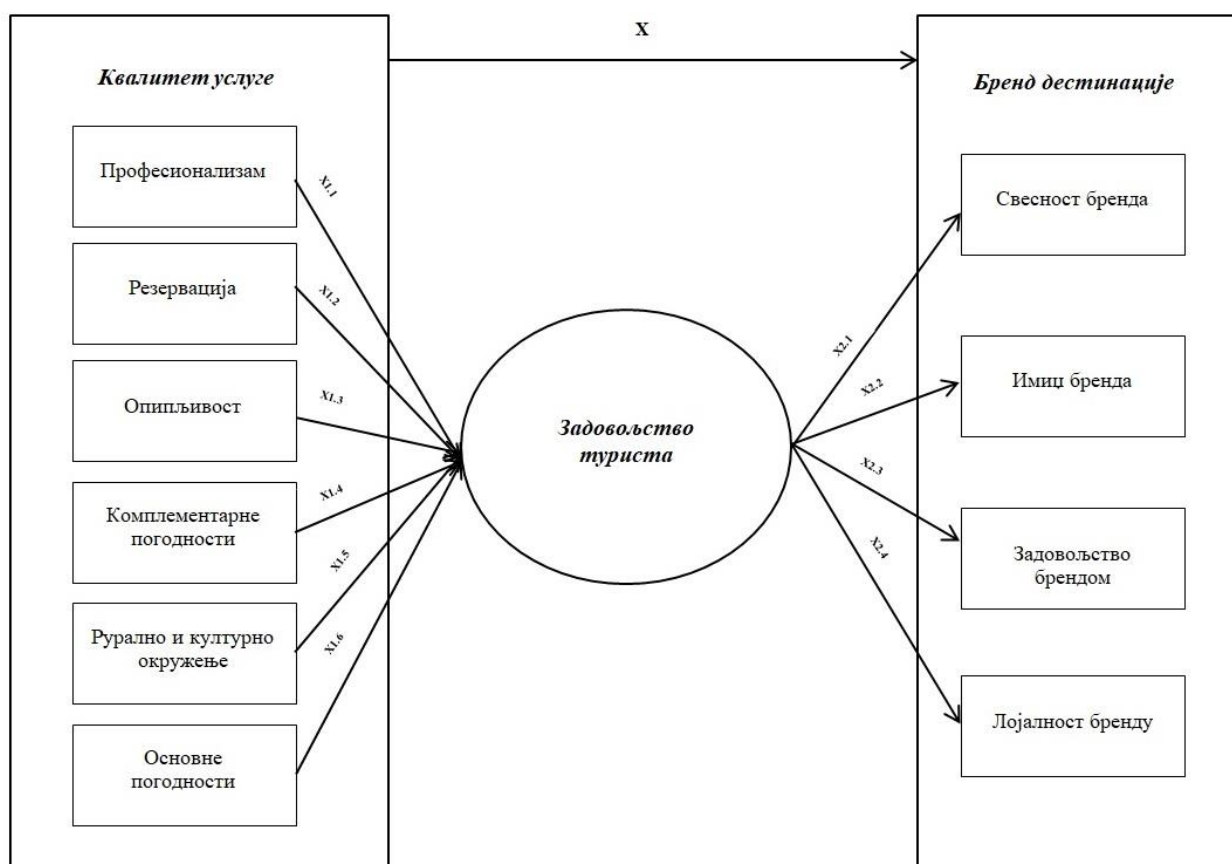 X
Квалитет услуге
Професионализам
Резервација
Опипљивост
Комплементарне
погодности
Рурално и културно
окружење
Основне
погодности
X1.1
X1.2
X1.3
X1.4
X1.5
X1.6
Задовољство
туриста
X2.1
X2.2
X2.3
X2.4
Бренд дестинације
Свесност бренда
Имиџ бренда
Задовољство
брендом
Лојалност бренду